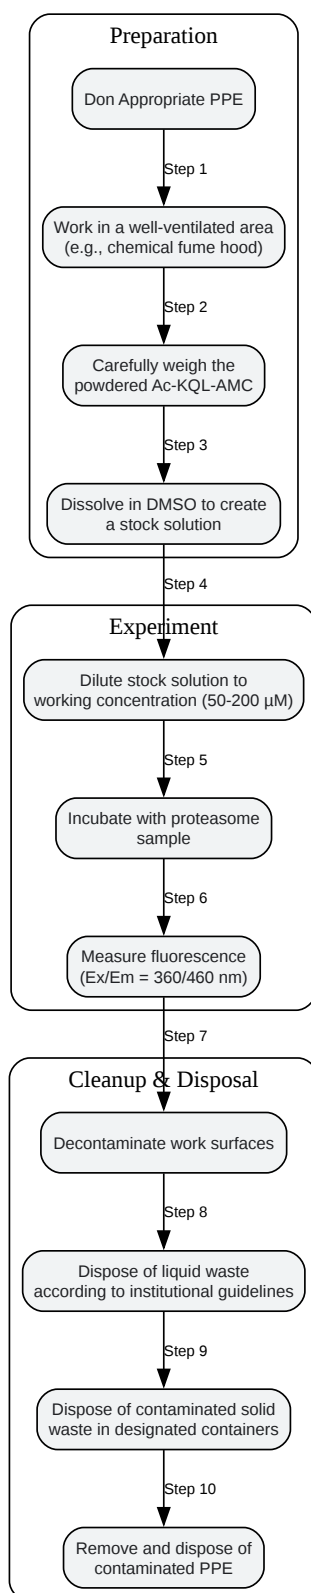 Preparation
Don Appropriate PPE
Step 1
Work in a well-ventilated area
(e.g., chemical fume hood)
Step 2
Carefully weigh the
powdered Ac-KQL-AMC
Step 3
Dissolve in DMSO to create
a stock solution
Step 4
Experiment
Dilute stock solution to
working concentration (50-200 µM)
Step 5
Incubate with proteasome
sample
Step 6
Measure fluorescence
(Ex/Em = 360/460 nm)
Step 7
Cleanup & Disposal
Decontaminate work surfaces
Step 8
Dispose of liquid waste
according to institutional guidelines
Step 9
Dispose of contaminated solid
waste in designated containers
Step 10
Remove and dispose of
contaminated PPE